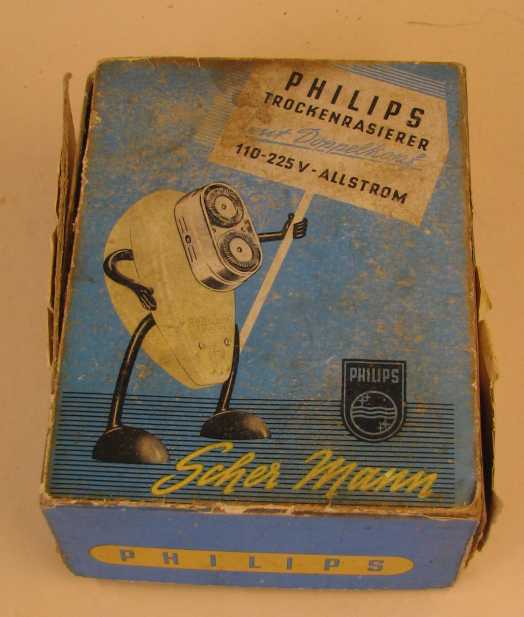 PHILIPS
TROCKENRASIERER
mit Doppelkopf
110-225 V - ALLSTROM
PHILIPS
Scher Mann
PHILIPS